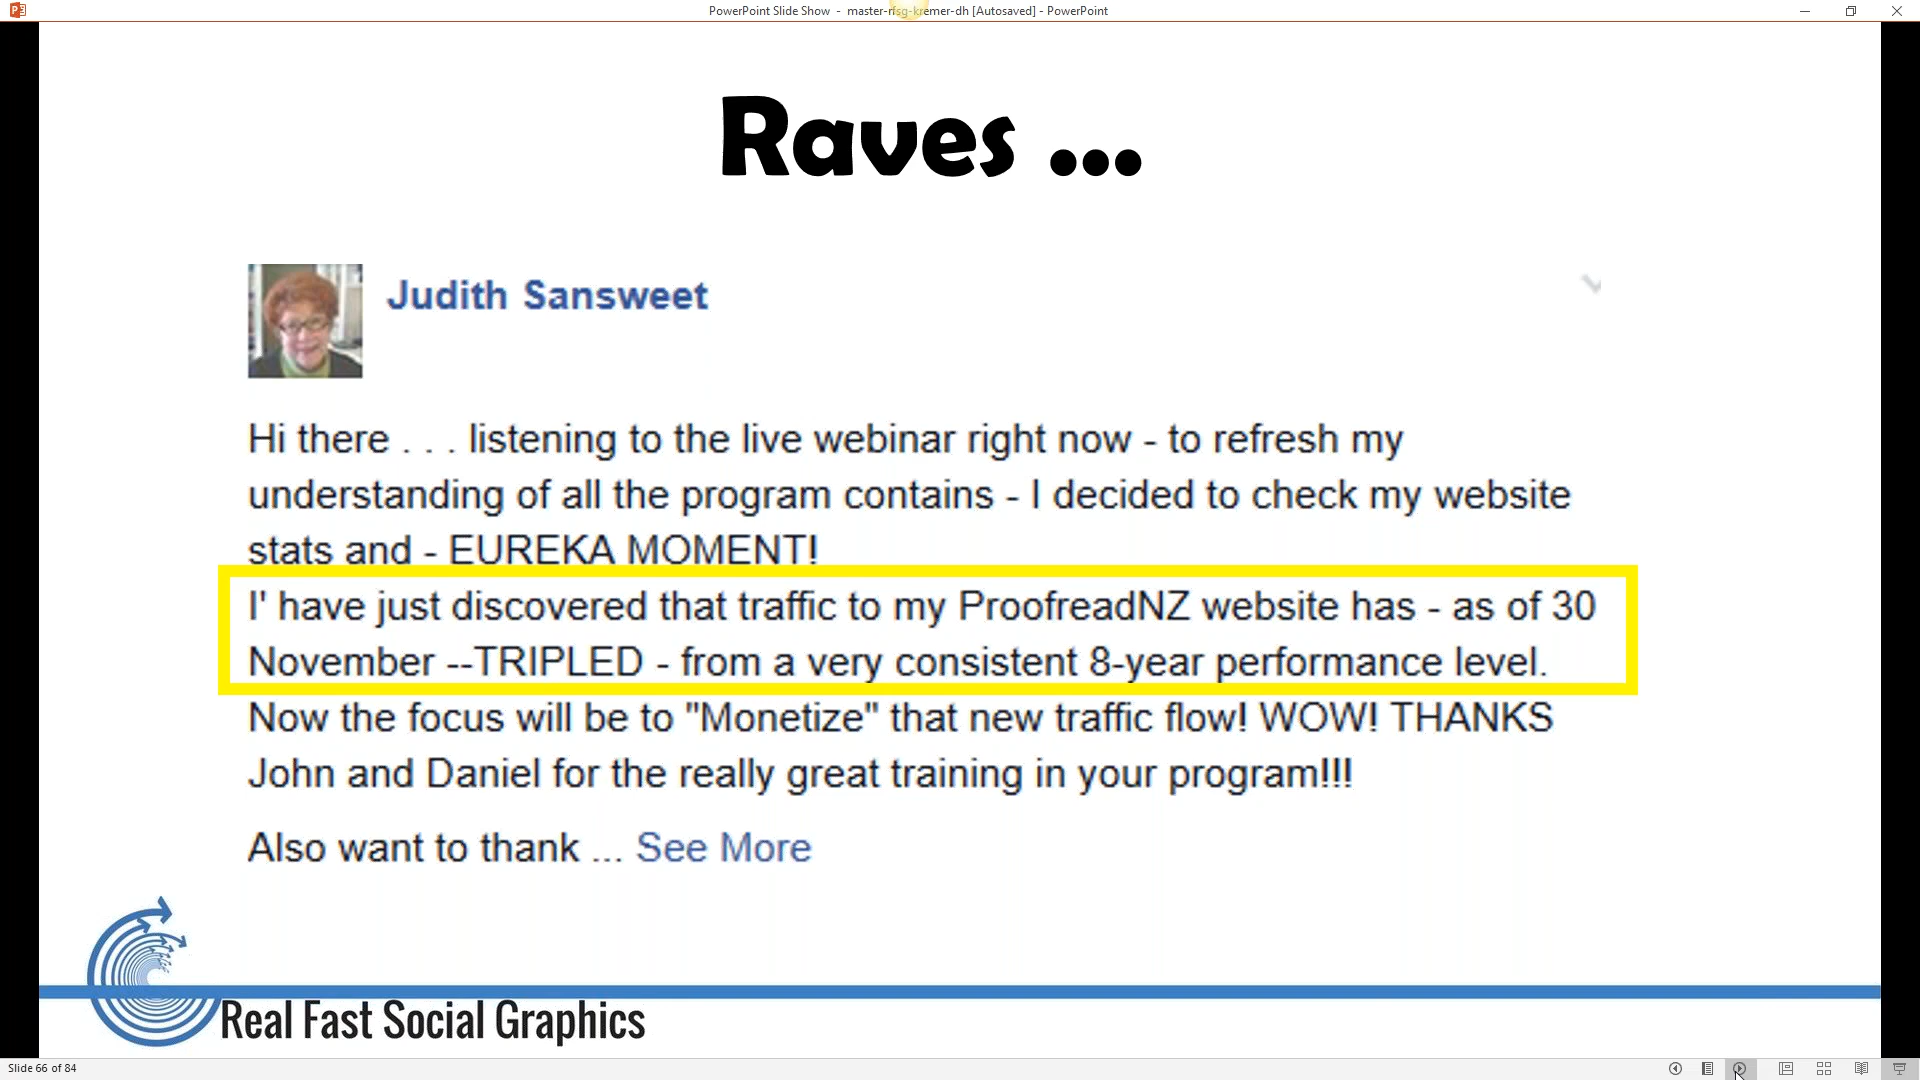 PowerPoint Slide Show - master-rfsg-kremer-dh [Autosaved] - PowerPoint
Raves ...
Judith Sansweet
Hi there . . . listening to the live webinar right now - to refresh my
understanding of all the program contains - I decided to check my website
stats and - EUREKA MOMENT!
I' have just discovered that traffic to my ProofreadNZ website has - as of 30
November --TRIPLED - from a very consistent 8-year performance level.
Now the focus will be to "Monetize" that new traffic flow! WOW! THANKS
John and Daniel for the really great training in your program!!!
Also want to thank ... See More
Real Fast Social Graphics
Slide 66 of 84